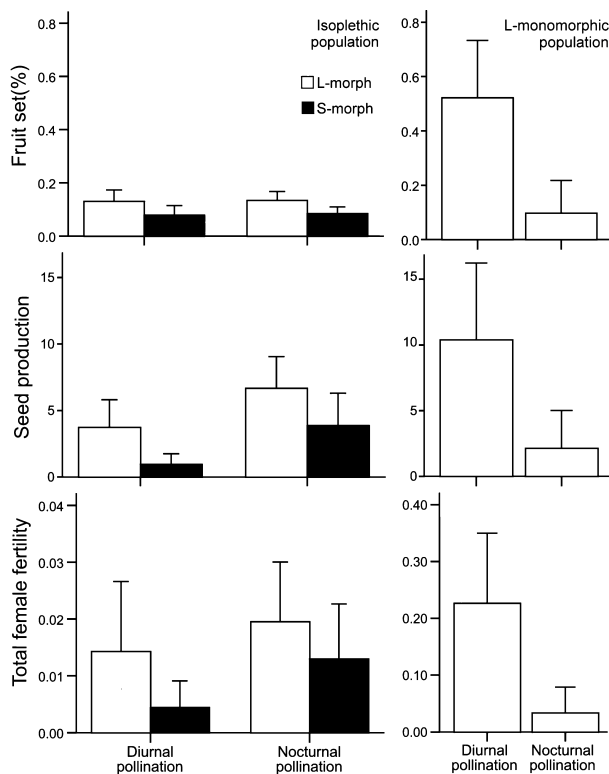 Isoplethic
population
L-morph
S-morph
Fruit set(%)
0.8
0.6
0.4
0.2
0.0
L-monomorphic
population
0.8
0.6
0.4
0.2
0.0
Seed production
15
10
5
0
15
10
5
0
Total female fertility
0.04
0.03
0.02
0.01
0.00
Diurnal
pollination
Nocturnal
pollination
0.40
0.30
0.20
0.10
0.00
Diurnal
pollination
Nocturnal
pollination